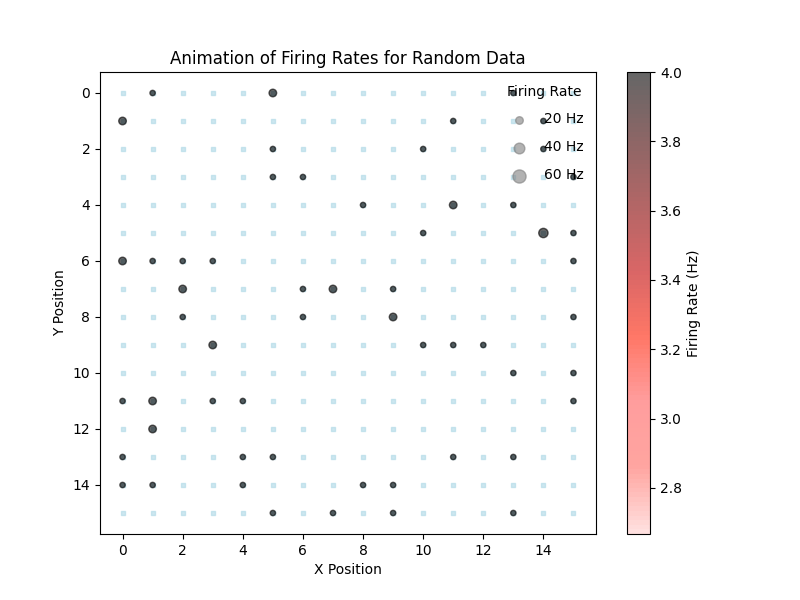 Animation of Firing Rates for Random Data
Firing Rate
20 Hz
40 Hz
60 Hz
0
2
4
6
8
10
12
14
Y Position
0 2 4 6 8 10 12 14
X Position
4.0
3.8
3.6
3.4
3.2
3.0
2.8
Firing Rate (Hz)